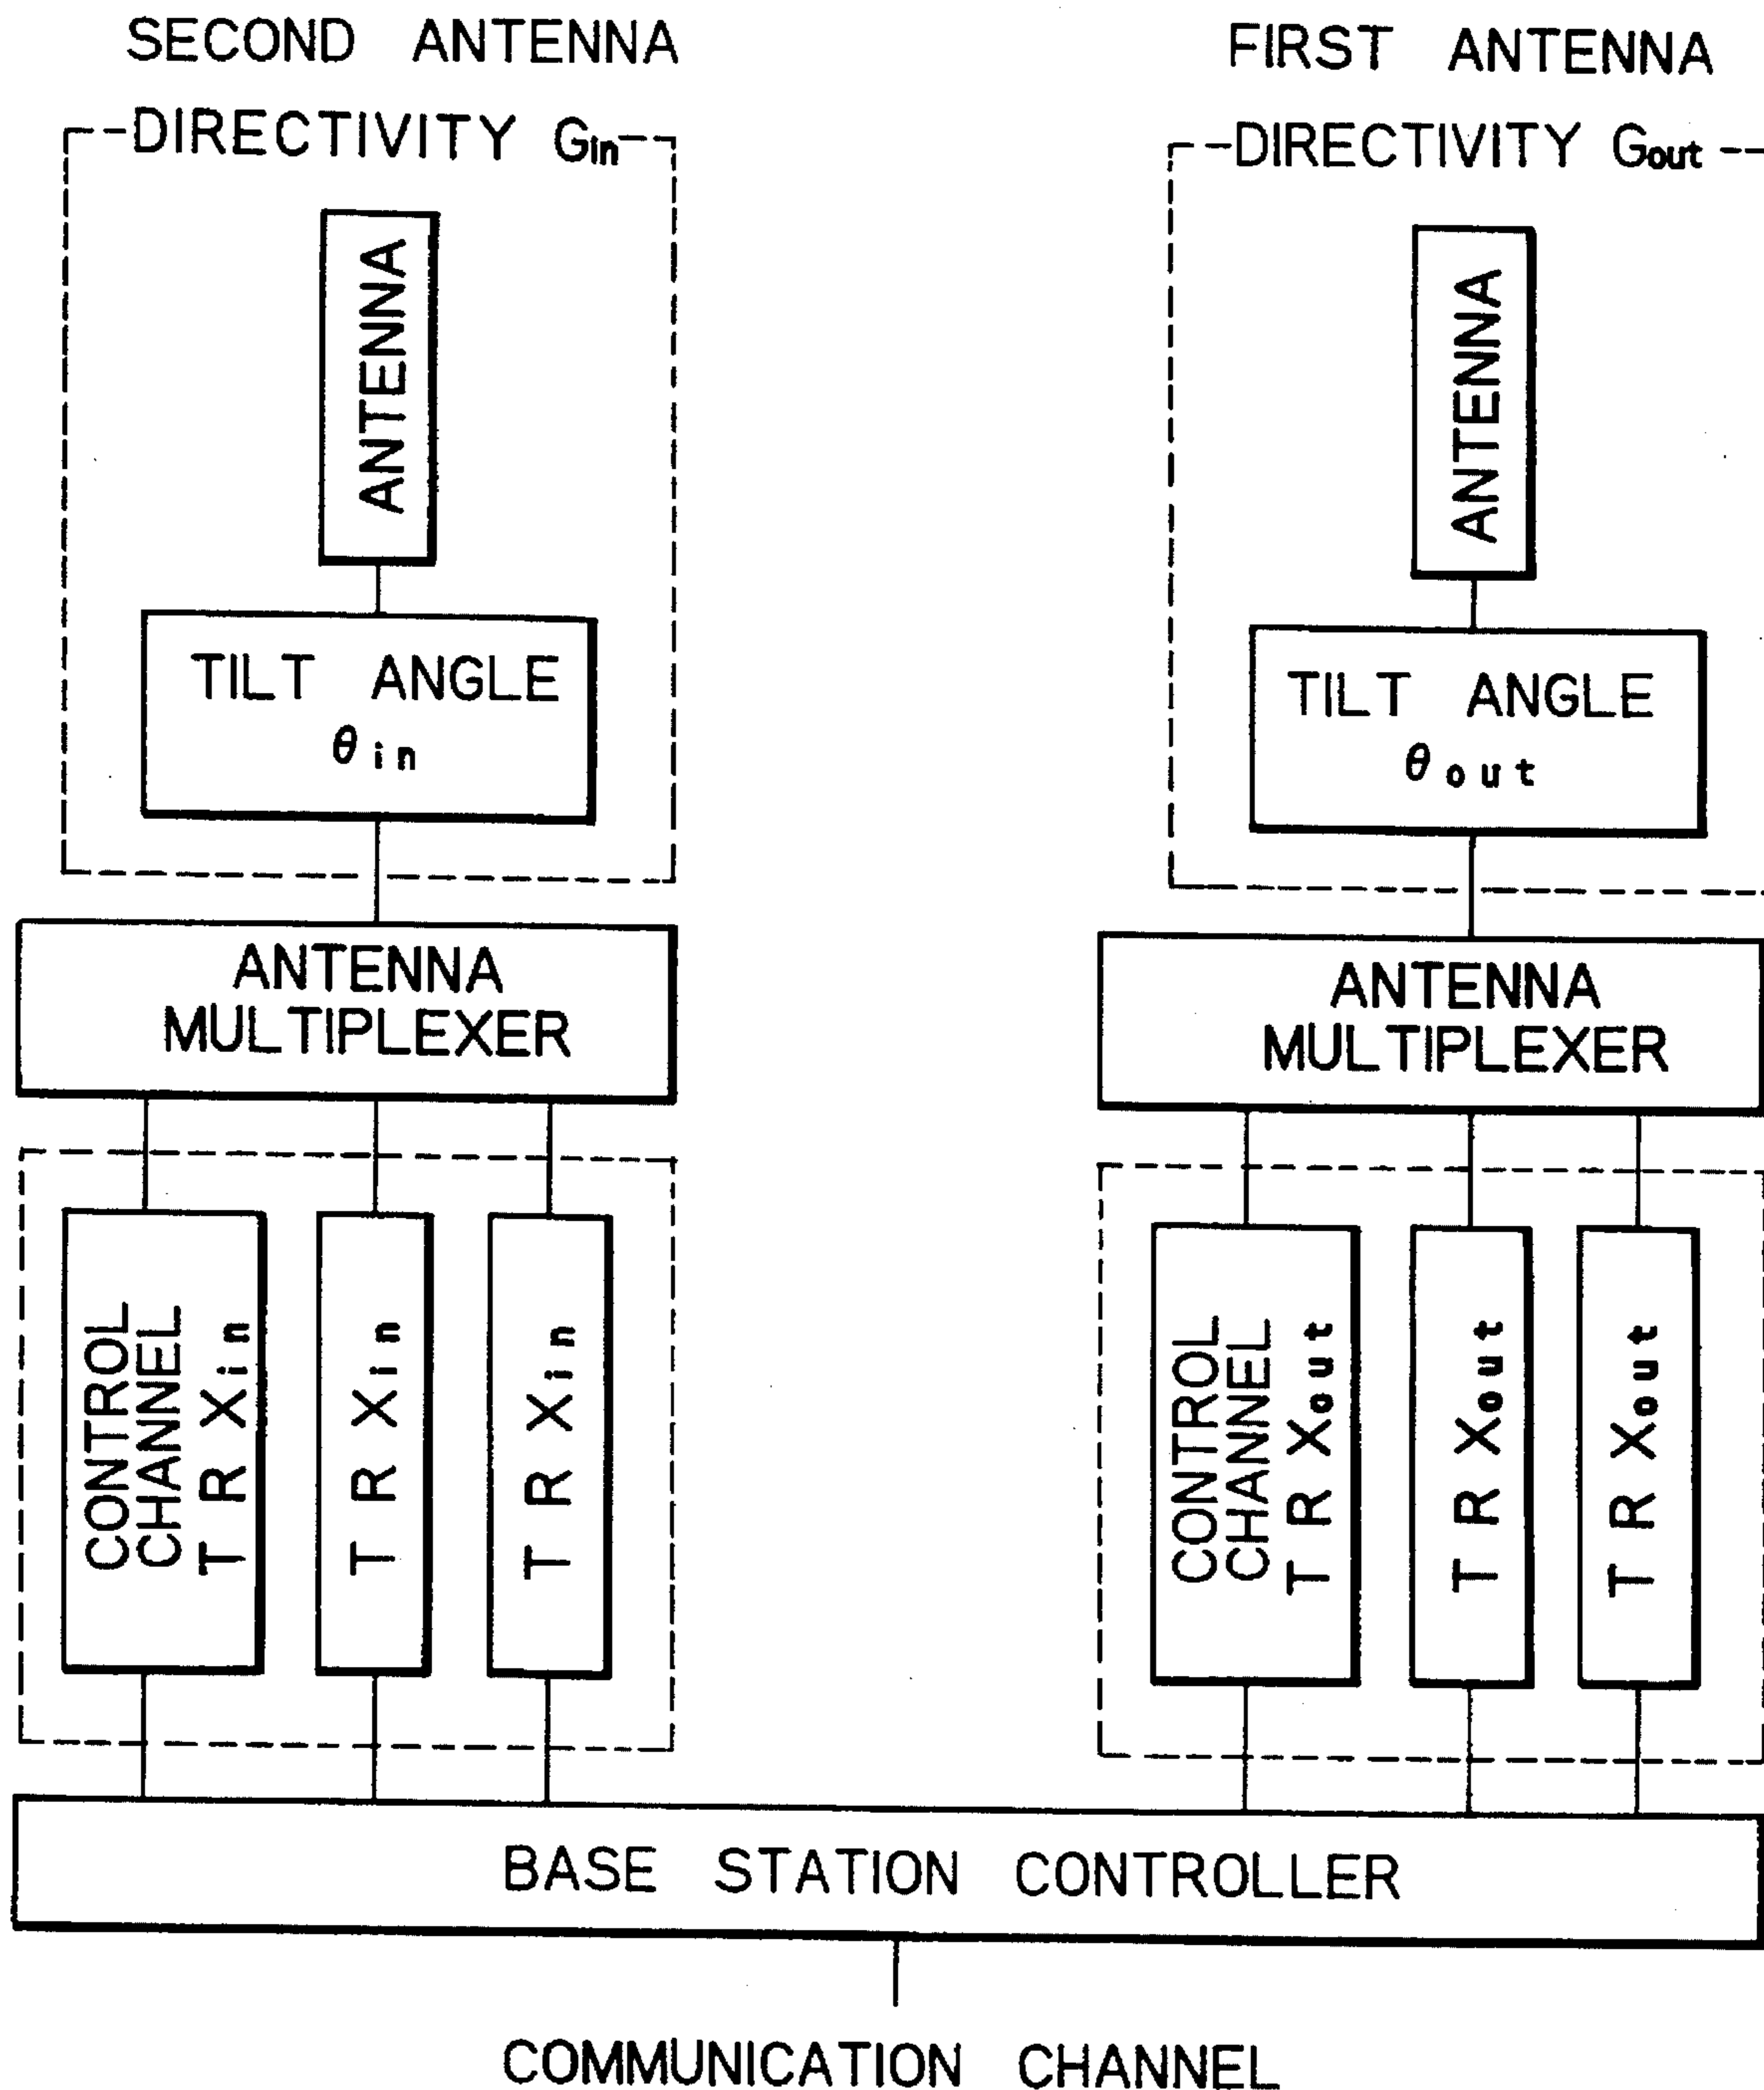 SECOND ANTENNA
DIRECTIVITY Gin
ANTENNA
TILT ANGLE
θin
ANTENNA
MULTIPLEXER
CONTROL
CHANNEL
TRXin
TRXin
TRXin
FIRST ANTENNA
DIRECTIVITY Gout
ANTENNA
TILT ANGLE
θout
ANTENNA
MULTIPLEXER
CONTROL
CHANNEL
TRXout
TRXout
TRXout
BASE STATION CONTROLLER
COMMUNICATION CHANNEL